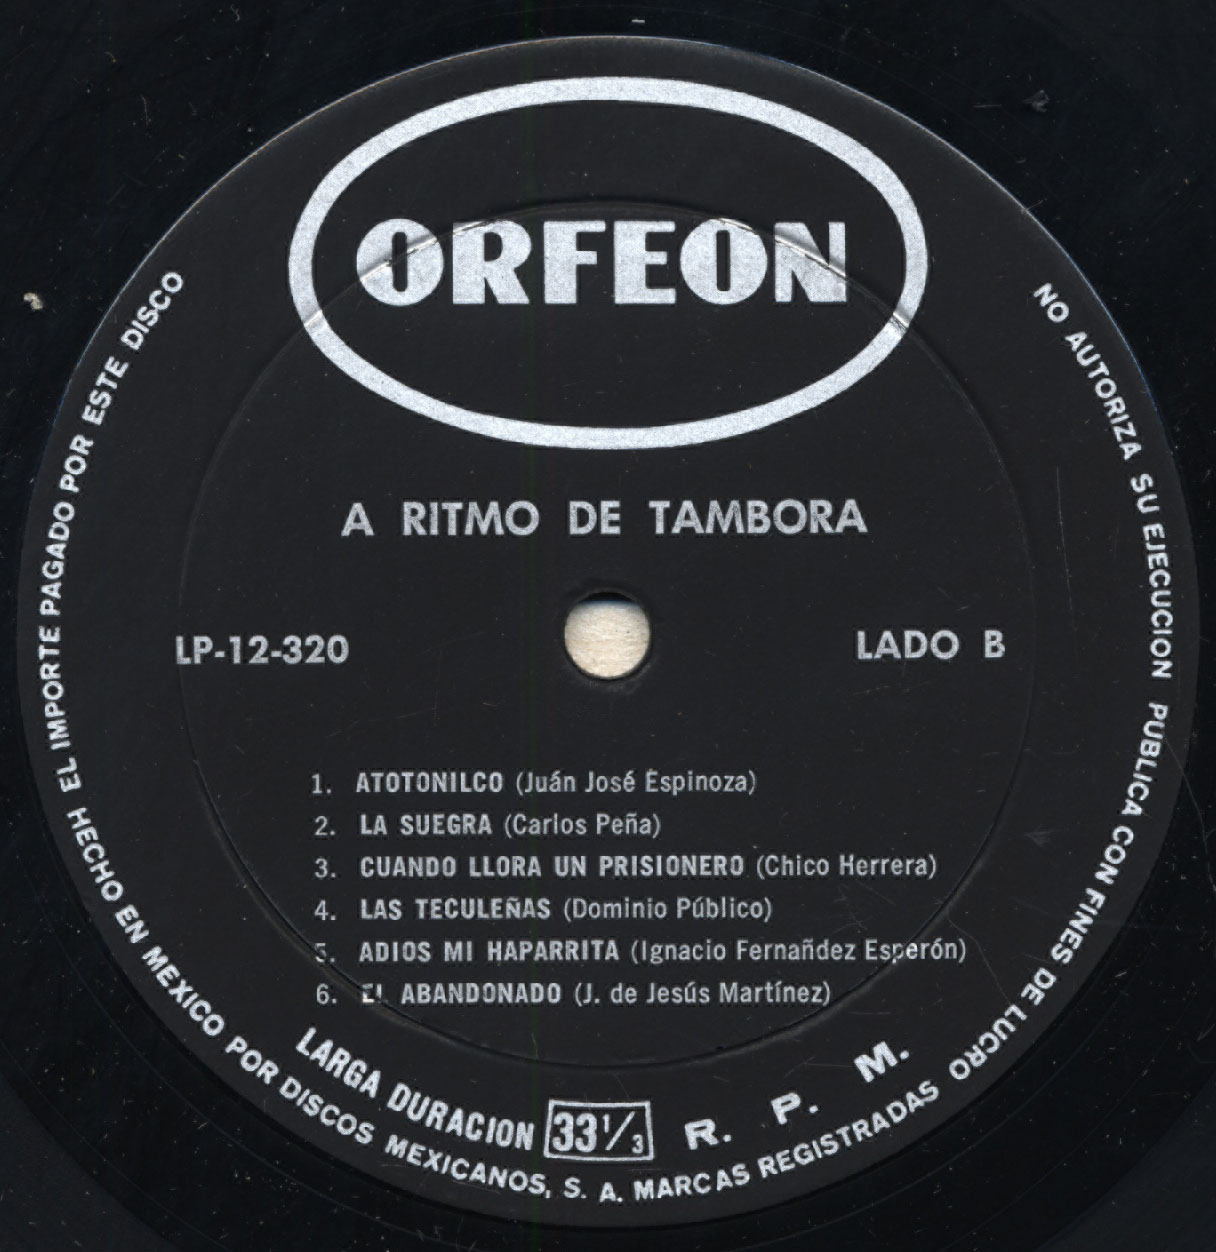 ORFEON
A RITMO DE TAMBORA
LP-12-320
LADO B
1. ATOTONILCO (Juán José Espinoza)
2. LA SUEGRA (Carlos Peña)
3. CUANDO LLORA UN PRISIONERO (Chico Herrera)
4. LAS TECULEÑAS (Dominio Público)
5. ADIOS MI HAPARRITA (Ignacio Fernañdez Esperón)
6. EL ABANDONADO (J. de Jesús Martínez)
LARGA DURACION 33⅓ R. P. M.
HECHO EN MEXICO POR DISCOS MEXICANOS, S. A. MARCAS REGISTRADAS
EL IMPORTE PAGADO POR ESTE DISCO
NO AUTORIZA SU EJECUCION PUBLICA CON FINES DE LUCRO